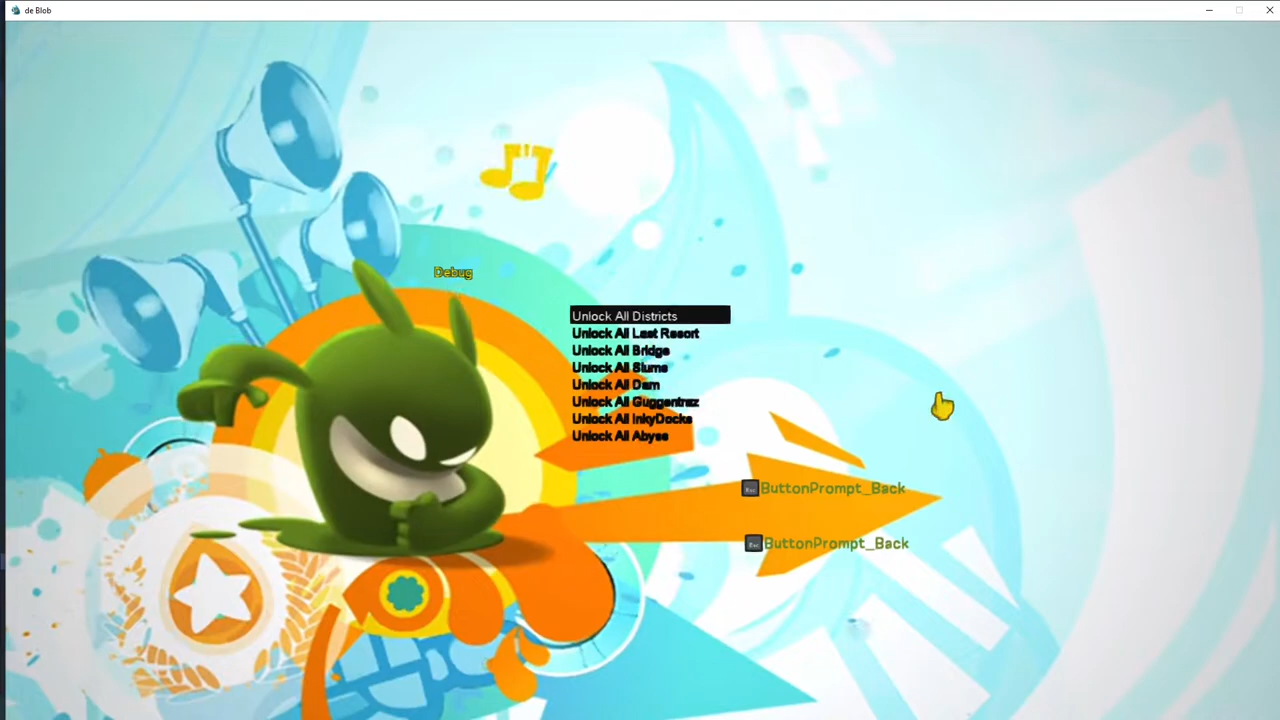 de Blob
Debug
Unlock All Districts
Unlock All Last Resort
Unlock All Bridge
Unlock All Slums
Unlock All Dam
Unlock All Guggentraz
Unlock All InkyDocks
Unlock All Abyss
ButtonPrompt_Back
ButtonPrompt_Back